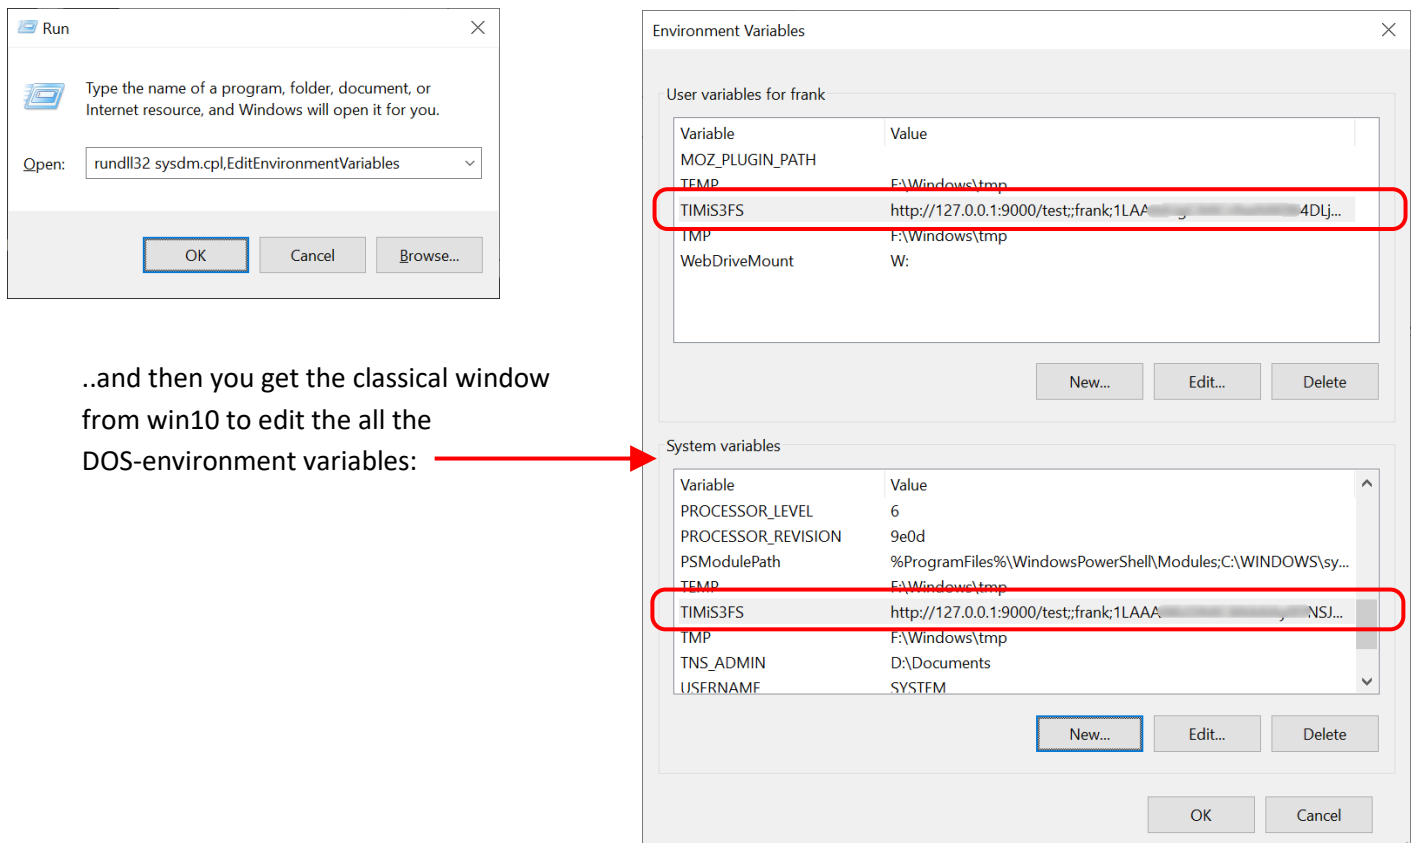 Run
Type the name of a program, folder, document, or
Internet resource, and Windows will open it for you.
Open: rundll32 sysdm.cpl,EditEnvironmentVariables
OK Cancel Browse...
..and then you get the classical window
from win10 to edit the all the
DOS-environment variables:
Environment Variables
User variables for frank
Variable Value
MOZ_PLUGIN_PATH
TEMP F:\Windows\tmp
TIMiS3FS http://127.0.0.1:9000/test;;frank;1LAA 4DLj...
TMP F:\Windows\tmp
WebDriveMount W:
New... Edit... Delete
System variables
Variable Value
PROCESSOR_LEVEL 6
PROCESSOR_REVISION 9e0d
PSModulePath %ProgramFiles%\WindowsPowerShell\Modules;C:\WINDOWS\sy...
TEMP F:\Windows\tmp
TIMiS3FS http://127.0.0.1:9000/test;;frank;1LAAA NSJ...
TMP F:\Windows\tmp
TNS_ADMIN D:\Documents
USERNAME SYSTEM
New... Edit... Delete
OK Cancel